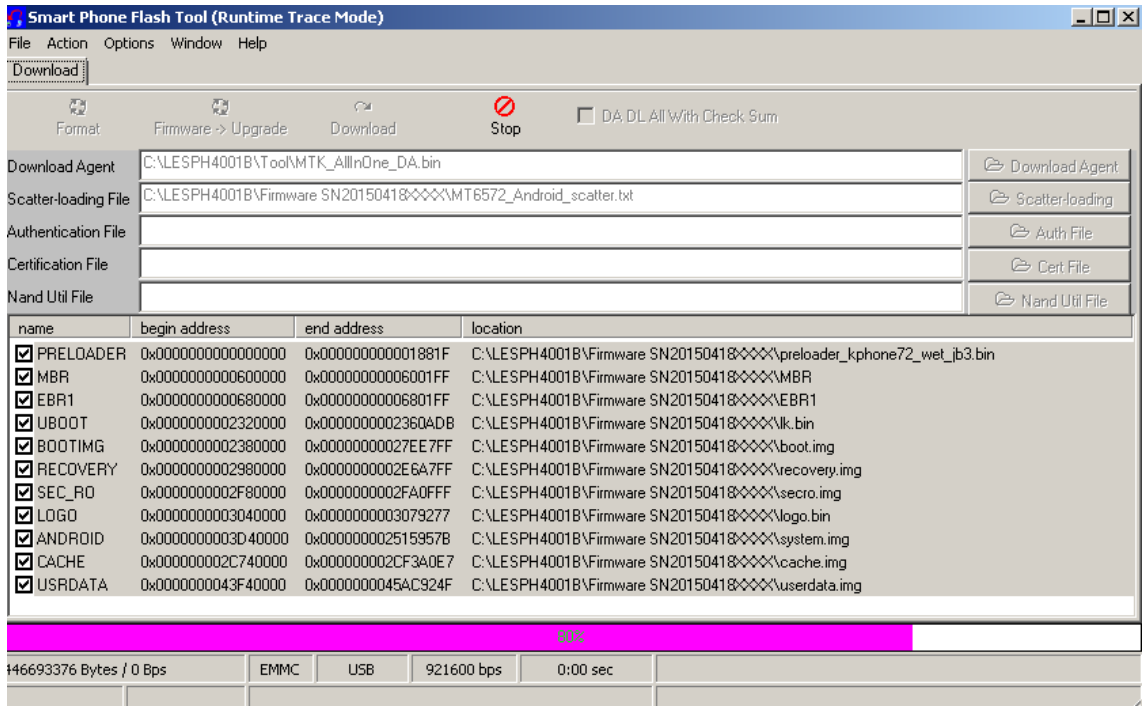 Smart Phone Flash Tool (Runtime Trace Mode)
File Action Options Window Help
Download
Format Firmware -> Upgrade Download Stop DA DL All With Check Sum
Download Agent C:\LESPH4001B\Tool\MTK_AllInOne_DA.bin Download Agent
Scatter-loading File C:\LESPH4001B\Firmware SN20150418XXXX\MT6572_Android_scatter.txt Scatter-loading
Authentication File Auth File
Certification File Cert File
Nand Util File Nand Util File
name begin address end address location
PRELOADER 0x0000000000000000 0x000000000001881F C:\LESPH4001B\Firmware SN20150418XXXX\preloader_kphone72_wet_jb3.bin
MBR 0x0000000000600000 0x00000000006001FF C:\LESPH4001B\Firmware SN20150418XXXX\MBR
EBR1 0x0000000000680000 0x00000000006801FF C:\LESPH4001B\Firmware SN20150418XXXX\EBR1
UBOOT 0x0000000002320000 0x0000000002360ADB C:\LESPH4001B\Firmware SN20150418XXXX\lk.bin
BOOTIMG 0x0000000002380000 0x00000000027EE7FF C:\LESPH4001B\Firmware SN20150418XXXX\boot.img
RECOVERY 0x0000000002980000 0x0000000002E6A7FF C:\LESPH4001B\Firmware SN20150418XXXX\recovery.img
SEC_RO 0x0000000002F80000 0x0000000002FA0FFF C:\LESPH4001B\Firmware SN20150418XXXX\secro.img
LOGO 0x0000000003040000 0x0000000003079277 C:\LESPH4001B\Firmware SN20150418XXXX\logo.bin
ANDROID 0x0000000003D40000 0x000000002515957B C:\LESPH4001B\Firmware SN20150418XXXX\system.img
CACHE 0x000000002C740000 0x000000002CF3A0E7 C:\LESPH4001B\Firmware SN20150418XXXX\cache.img
USRDATA 0x0000000043F40000 0x0000000045AC924F C:\LESPH4001B\Firmware SN20150418XXXX\userdata.img
80%
446693376 Bytes / 0 Bps EMMC USB 921600 bps 0:00 sec